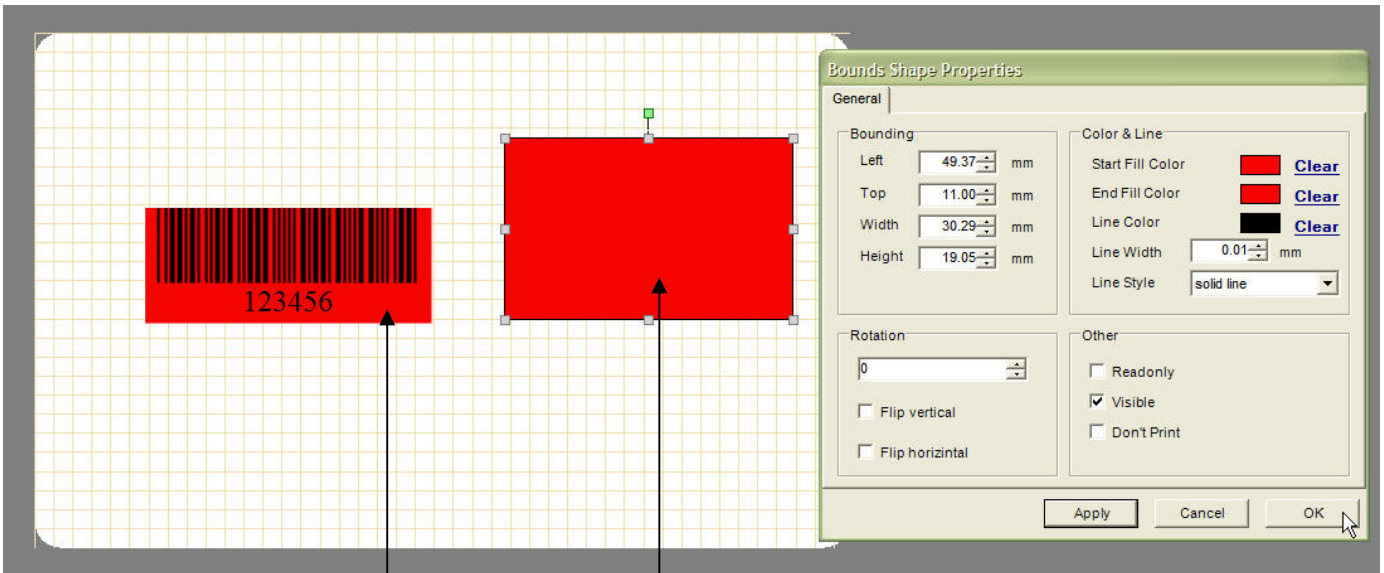 123456
Bounds Shape Properties
General
Bounding
Left 49.37 mm
Top 11.00 mm
Width 30.29 mm
Height 19.05 mm
Color & Line
Start Fill Color Clear
End Fill Color Clear
Line Color Clear
Line Width 0.01 mm
Line Style solid line
Rotation
0
Flip vertical
Flip horizintal
Other
Readonly
Visible
Don't Print
Apply Cancel OK